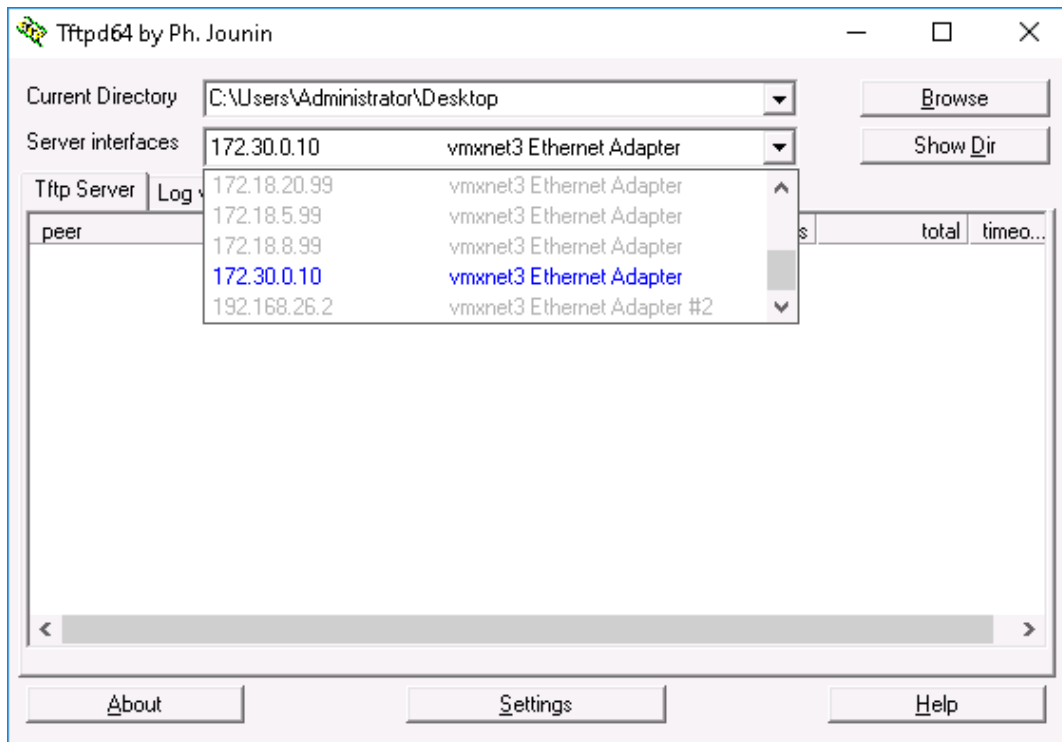 Tftpd64 by Ph. Jounin
Current Directory C:\Users\Administrator\Desktop Browse
Server interfaces 172.30.0.10 vmxnet3 Ethernet Adapter Show Dir
172.18.20.99 vmxnet3 Ethernet Adapter
172.18.5.99 vmxnet3 Ethernet Adapter
172.18.8.99 vmxnet3 Ethernet Adapter
172.30.0.10 vmxnet3 Ethernet Adapter
192.168.26.2 vmxnet3 Ethernet Adapter #2
Tftp Server Log
peer total timeo...
About Settings Help